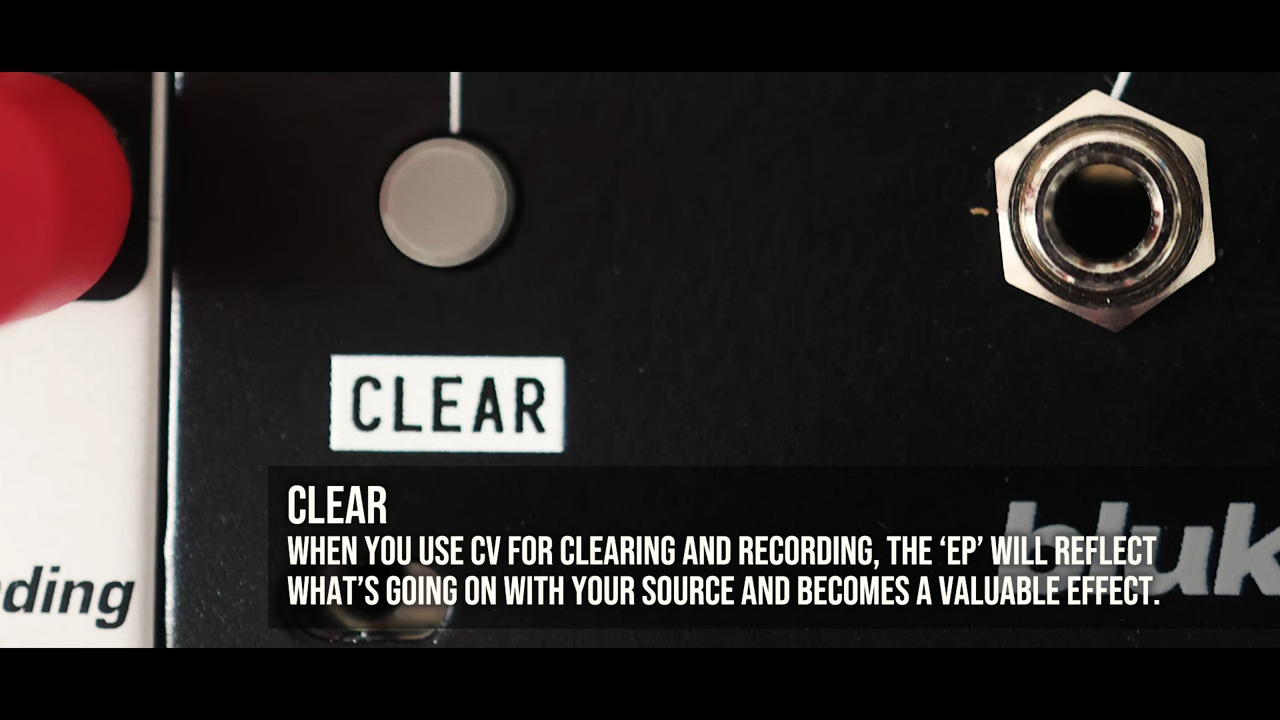 CLEAR
CLEAR
WHEN YOU USE CV FOR CLEARING AND RECORDING, THE ‘EP’ WILL REFLECT
WHAT’S GOING ON WITH YOUR SOURCE AND BECOMES A VALUABLE EFFECT.